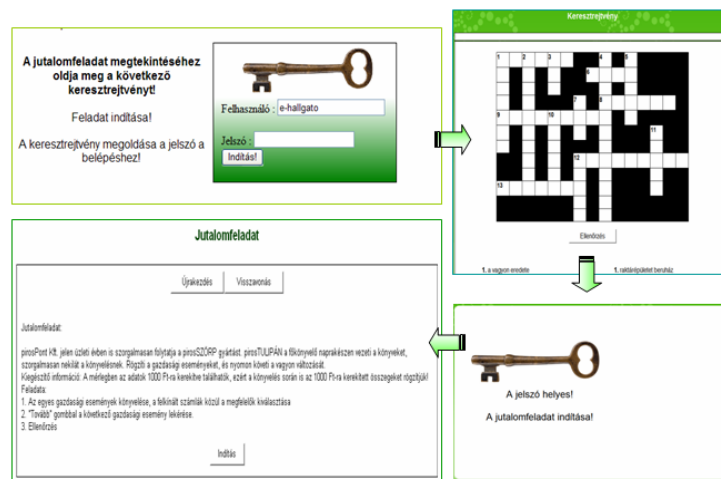 A jutalomfeladat megtekintéséhez
oldja meg a következő
keresztrejtvényt!
Feladat indítása!
A keresztrejtvény megoldása a jelszó a
belépéshez!
Felhasználó : e-hallgato
Jelszó :
Indítás!
Keresztrejtvény
1 2 3 4 5
6
7 8
9 10
11
12
13
Ellenőrzés
1. a vagyon eredete 1. raktárépületet beruház
A jelszó helyes!
A jutalomfeladat indítása!
Jutalomfeladat
Újrakezdés Visszavonás
Jutalomfeladat:
pirosPont Kft. jelen üzleti évben is szorgalmasan folytatja a pirosSZÖRP gyártást. pirosTULIPÁN a főkönyvelő naprakészen vezeti a könyveket,
szorgalmasan nekilát a könyvelésnek. Rögzíti a gazdasági eseményeket, és nyomon követi a vagyon változását.
Kiegészítő információ: A mérlegben az adatok 1000 Ft-ra kerekítve találhatók, ezért a könyvelés során is az 1000 Ft-ra kerekített összegeket rögzítjük!
Feladata:
1. Az egyes gazdasági események könyvelése, a felkínált számlák közül a megfelelők kiválasztása
2. "Tovább" gombbal a következő gazdasági esemény lekérése.
3. Ellenőrzés
Indítás